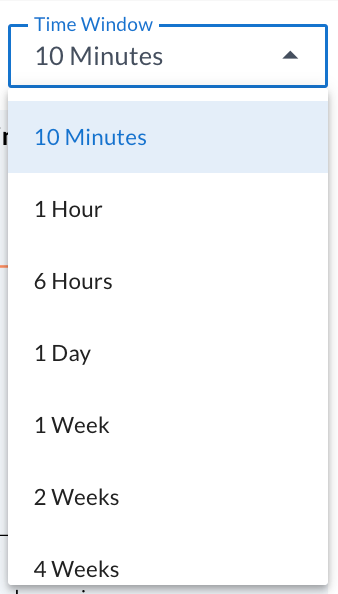 Time Window
10 Minutes
10 Minutes
1 Hour
6 Hours
1 Day
1 Week
2 Weeks
4 Weeks